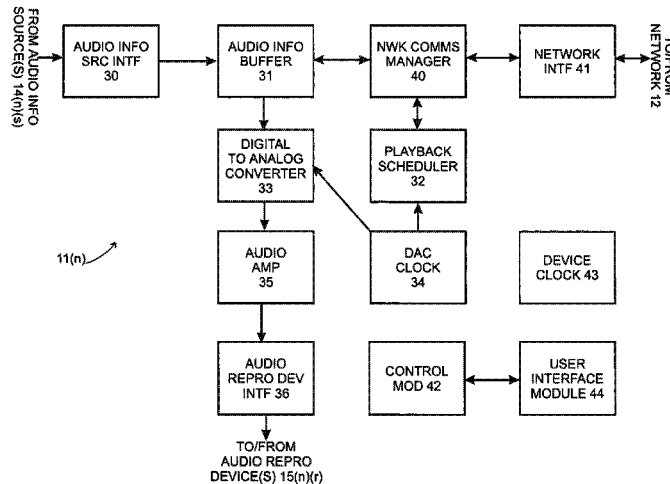 FROM AUDIO INFO
SOURCE(S) 14(n)(s)
AUDIO INFO
SRC INTF
30
AUDIO INFO
BUFFER
31
NWK COMMS
MANAGER
40
NETWORK
INTF 41
TO/FROM
NETWORK 12
DIGITAL
TO ANALOG
CONVERTER
33
PLAYBACK
SCHEDULER
32
11(n)
AUDIO
AMP
35
DAC
CLOCK
34
DEVICE
CLOCK 43
AUDIO
REPRO DEV
INTF 36
CONTROL
MOD 42
USER
INTERFACE
MODULE 44
TO/FROM
AUDIO REPRO
DEVICE(S) 15(n)(r)